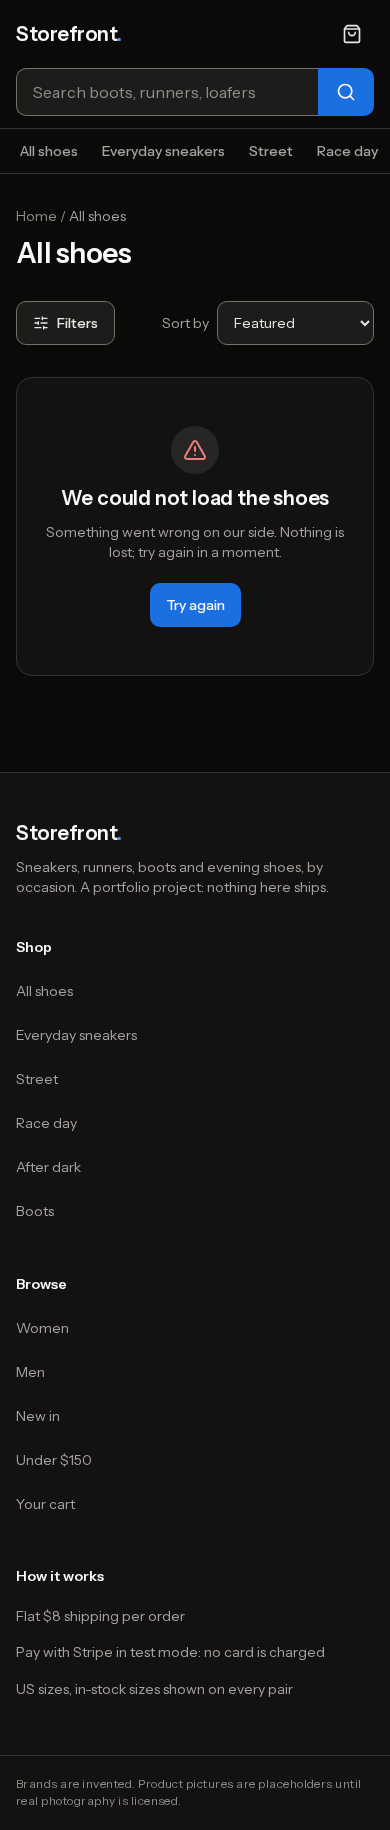 Storefront.
Search boots, runners, loafers
All shoes Everyday sneakers Street Race day
Home / All shoes
All shoes
Filters Sort by Featured
We could not load the shoes
Something went wrong on our side. Nothing is
lost; try again in a moment.
Try again
Storefront.
Sneakers, runners, boots and evening shoes, by
occasion. A portfolio project: nothing here ships.
Shop
All shoes
Everyday sneakers
Street
Race day
After dark
Boots
Browse
Women
Men
New in
Under $150
Your cart
How it works
Flat $8 shipping per order
Pay with Stripe in test mode: no card is charged
US sizes, in-stock sizes shown on every pair
Brands are invented. Product pictures are placeholders until
real photography is licensed.